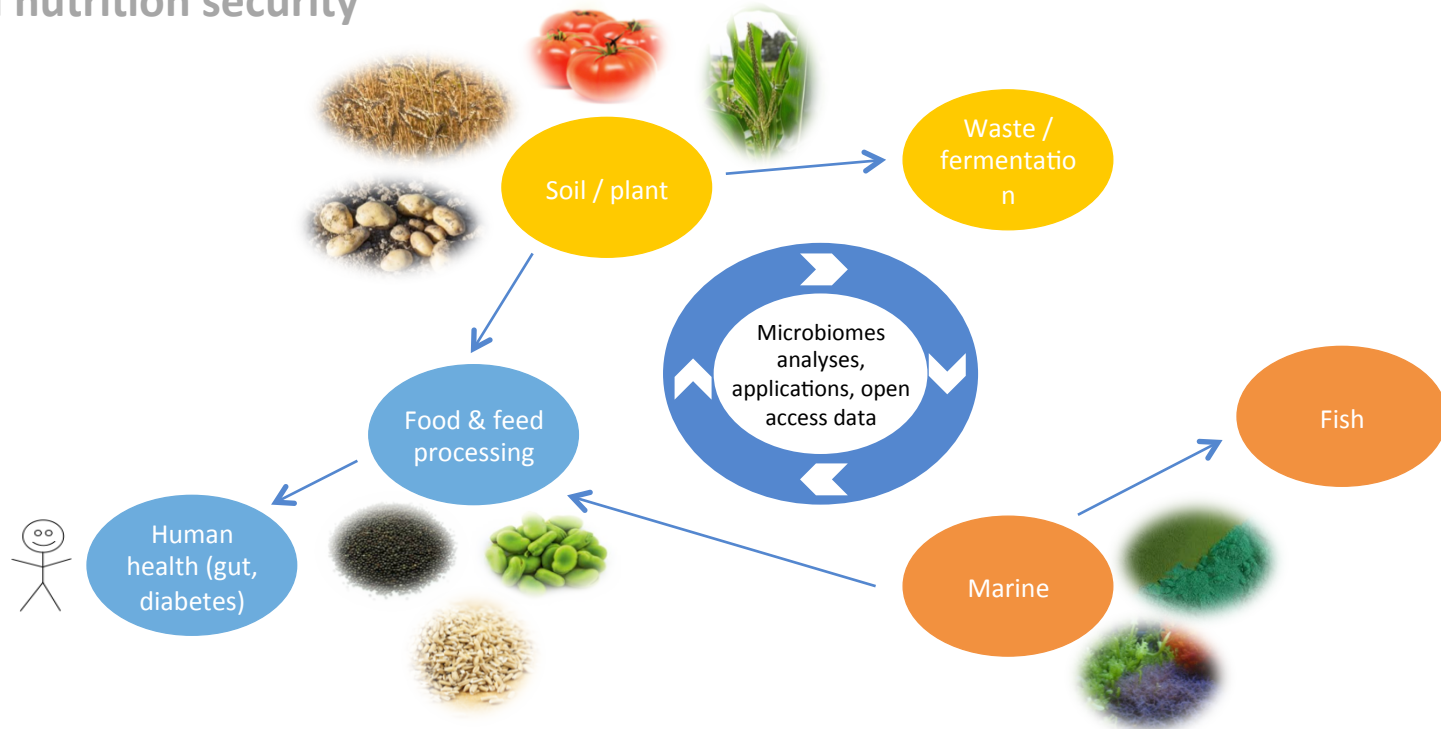 nutrition security
Waste /
fermentatio
n
Soil / plant
Microbiomes
analyses,
applications, open
access data
Food & feed
processing
Fish
Human
health (gut,
diabetes)
Marine